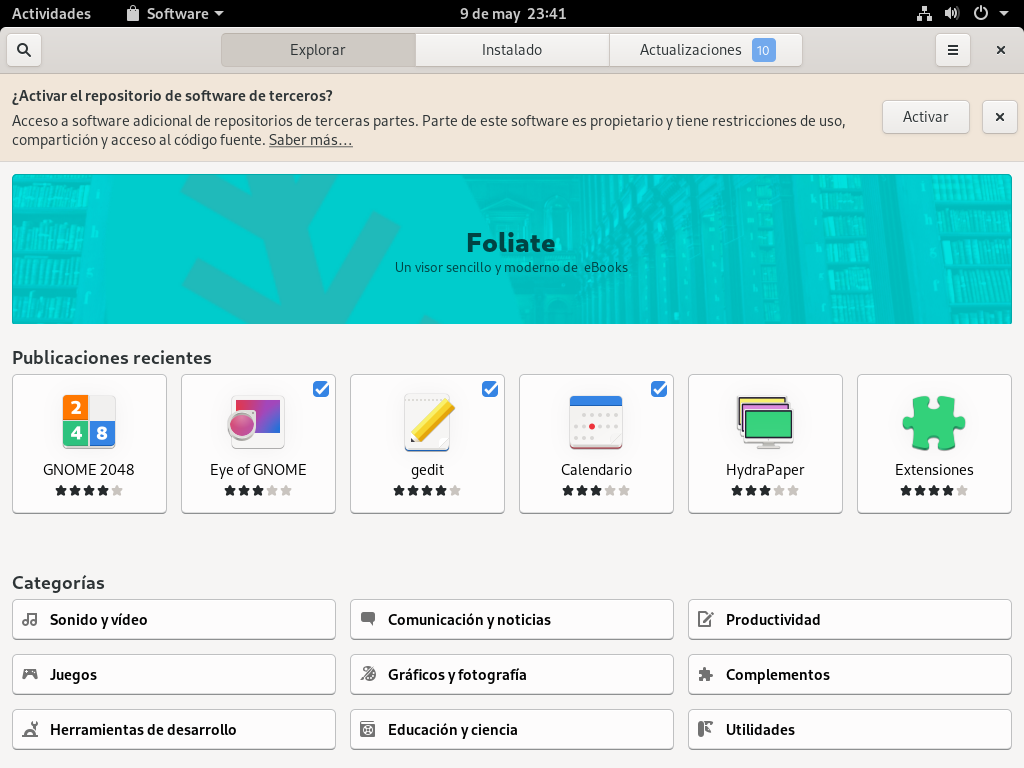 Actividades Software 9 de may 23:41
Explorar Instalado Actualizaciones 10
¿Activar el repositorio de software de terceros?
Acceso a software adicional de repositorios de terceras partes. Parte de este software es propietario y tiene restricciones de uso,
compartición y acceso al código fuente. Saber más…
Activar
Foliate
Un visor sencillo y moderno de eBooks
Publicaciones recientes
2
4 8
GNOME 2048 Eye of GNOME gedit Calendario HydraPaper Extensiones
Categorías
Sonido y vídeo Comunicación y noticias Productividad
Juegos Gráficos y fotografía Complementos
Herramientas de desarrollo Educación y ciencia Utilidades